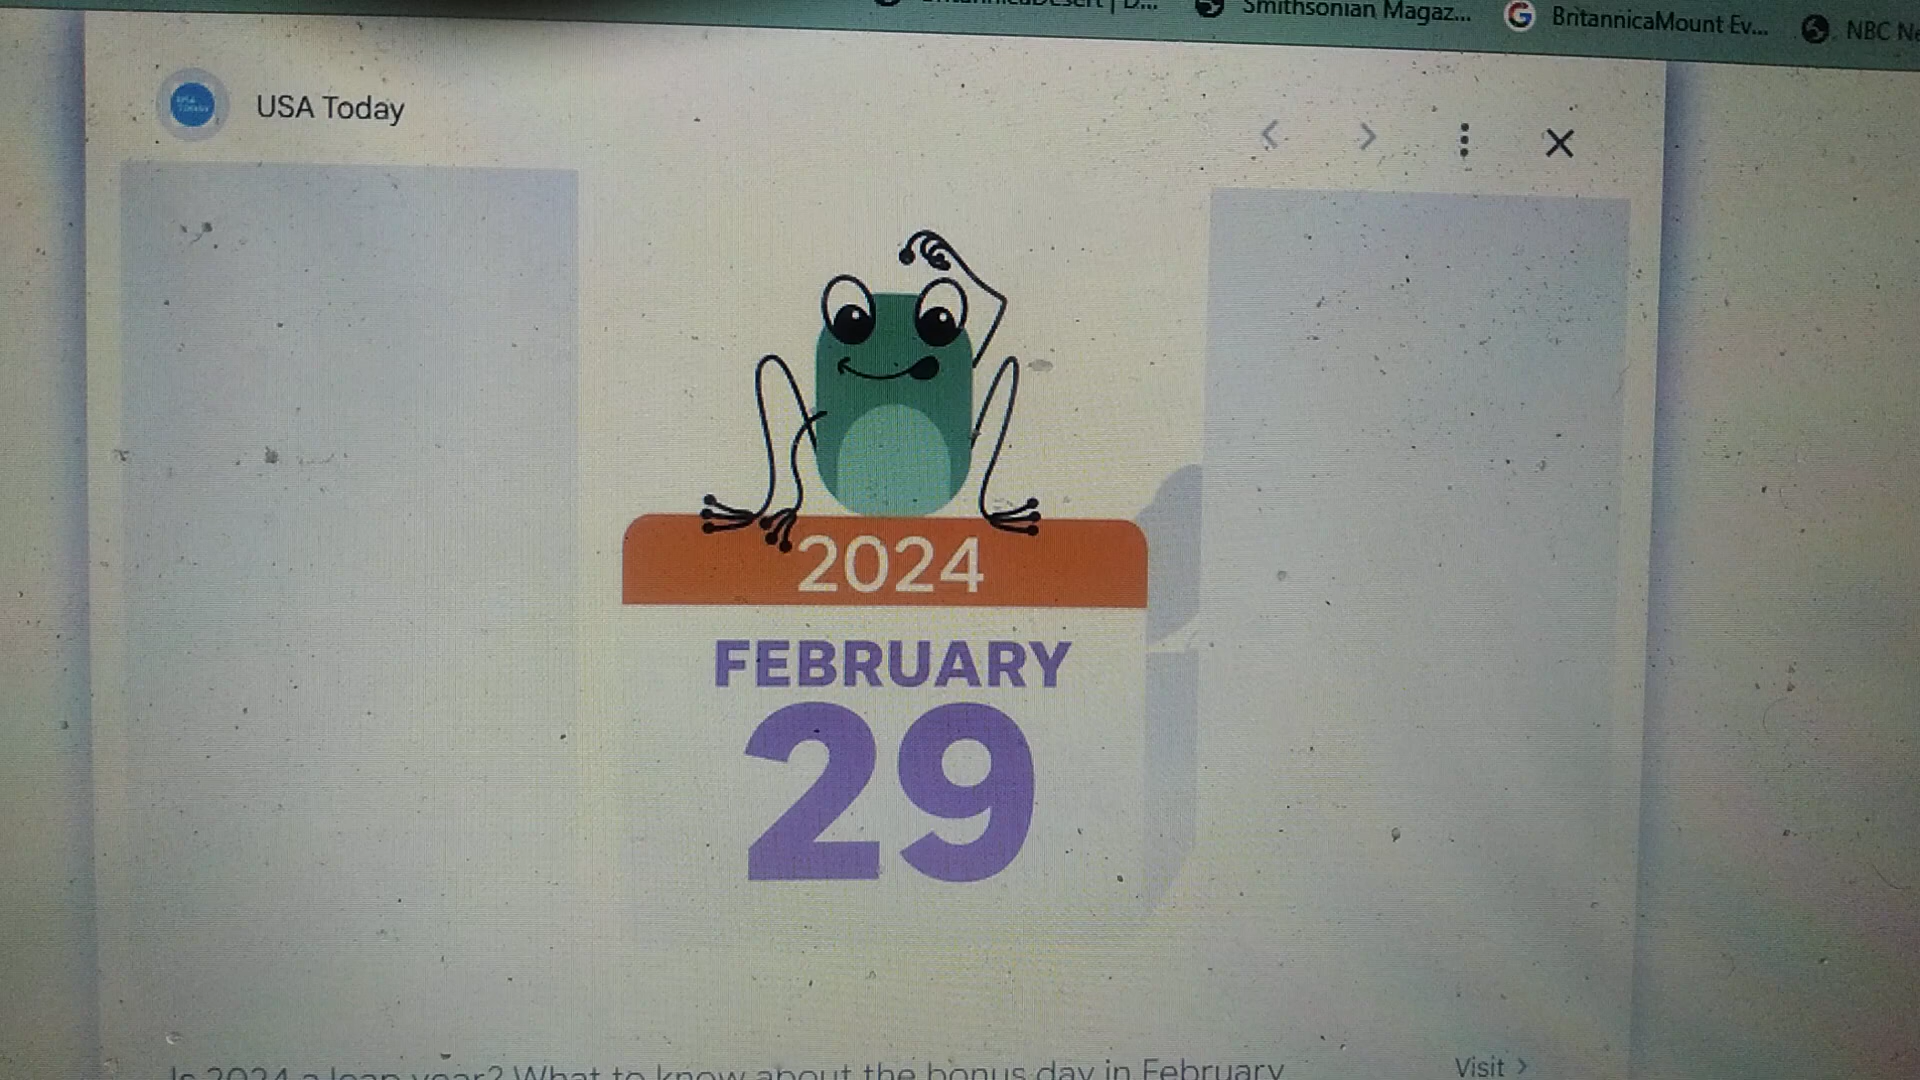 Smithsonian Magaz...
BritannicaMount Ev...
NBC Ne
USA Today
2024
FEBRUARY
29
Is 2024 a leap year? What to know about the bonus day in February
Visit